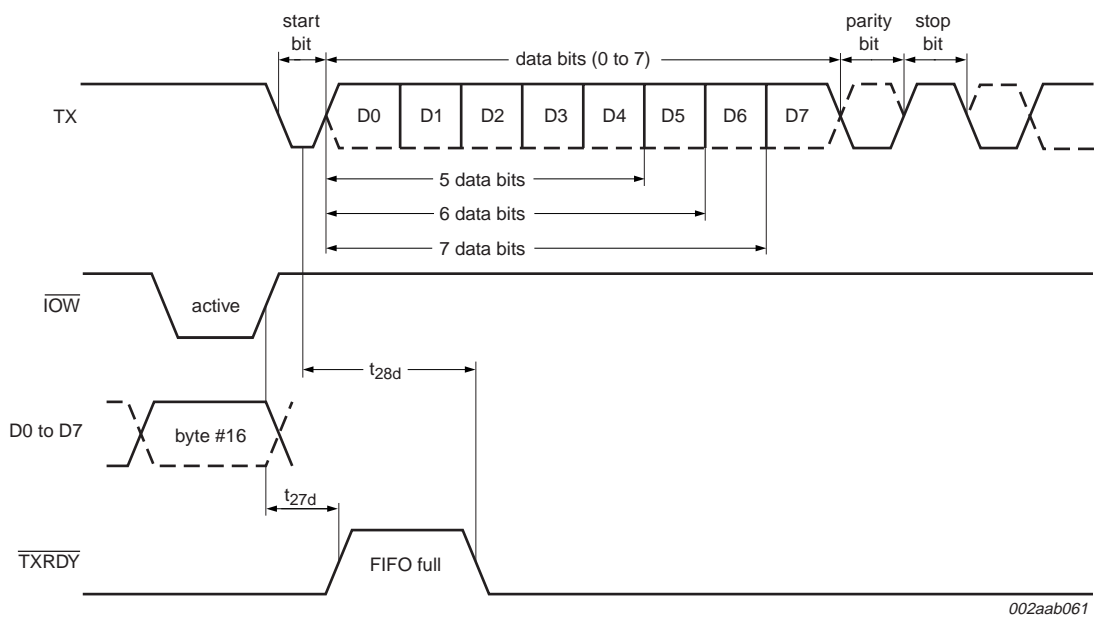 start
bit
data bits (0 to 7)
parity
bit
stop
bit
TX
D0 D1 D2 D3 D4 D5 D6 D7
5 data bits
6 data bits
7 data bits
IOW
active
t28d
D0 to D7
byte #16
t27d
TXRDY
FIFO full
002aab061